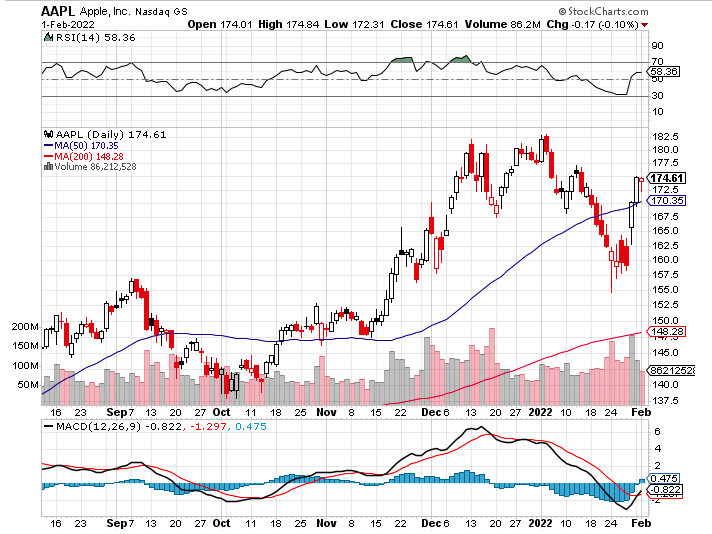 AAPL Apple, Inc. Nasdaq GS © StockCharts.com
1-Feb-2022 Open 174.01 High 174.84 Low 172.31 Close 174.61 Volume 86.2M Chg -0.17 (-0.10%)
RSI(14) 58.36
90
70
58.36
50
30
10
AAPL (Daily) 174.61
MA(50) 170.35
MA(200) 148.28
Volume 86,212,528
182.5
180.0
177.5
174.61
172.5
170.35
167.5
165.0
162.5
160.0
157.5
155.0
152.5
150.0
148.28
145.0
86212528
140.0
137.5
200M
150M
100M
50M
16 23 Sep 7 13 20 27 Oct 11 18 25 Nov 8 15 22 Dec 6 13 20 27 2022 10 18 24 Feb
MACD(12,26,9) -0.822, -1.297, 0.475
6
4
2
0.475
-0.822
-2
16 23 Sep 7 13 20 27 Oct 11 18 25 Nov 8 15 22 Dec 6 13 20 27 2022 10 18 24 Feb